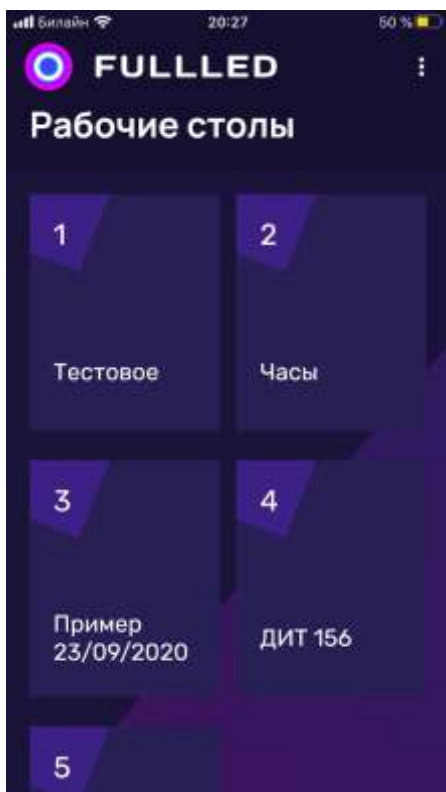 Билайн 20:27 50 %
FULLLED
Рабочие столы
1
2
Тестовое
Часы
3
4
Пример
23/09/2020
ДИТ 156
5